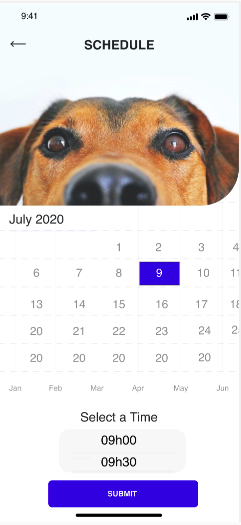 9:41
← SCHEDULE
July 2020
1 2 3 4
6 7 8 9 10 11
13 14 15 16 17 18
20 21 22 23 24 2
20 20 20 20 20
Jan Feb Mar Apr May Jun
Select a Time
09h00
09h30
SUBMIT